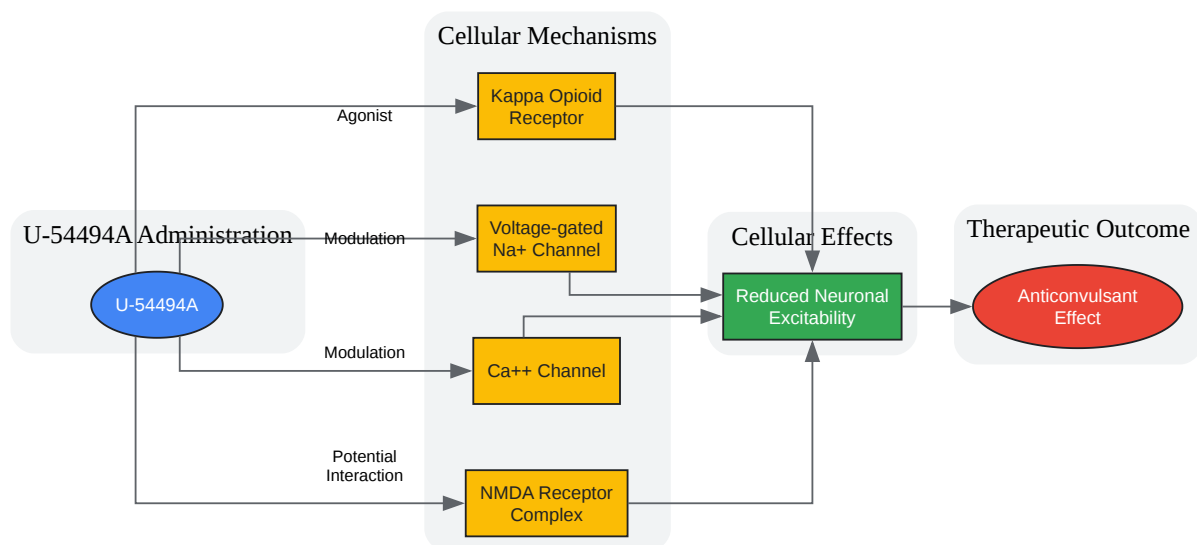 Cellular Mechanisms
Kappa Opioid
Receptor
Agonist
U-54494A Administration
Modulation
Voltage-gated
Na+ Channel
Cellular Effects
Therapeutic Outcome
U-54494A
Reduced Neuronal
Excitability
Anticonvulsant
Effect
Modulation
Ca++ Channel
Potential
Interaction
NMDA Receptor
Complex